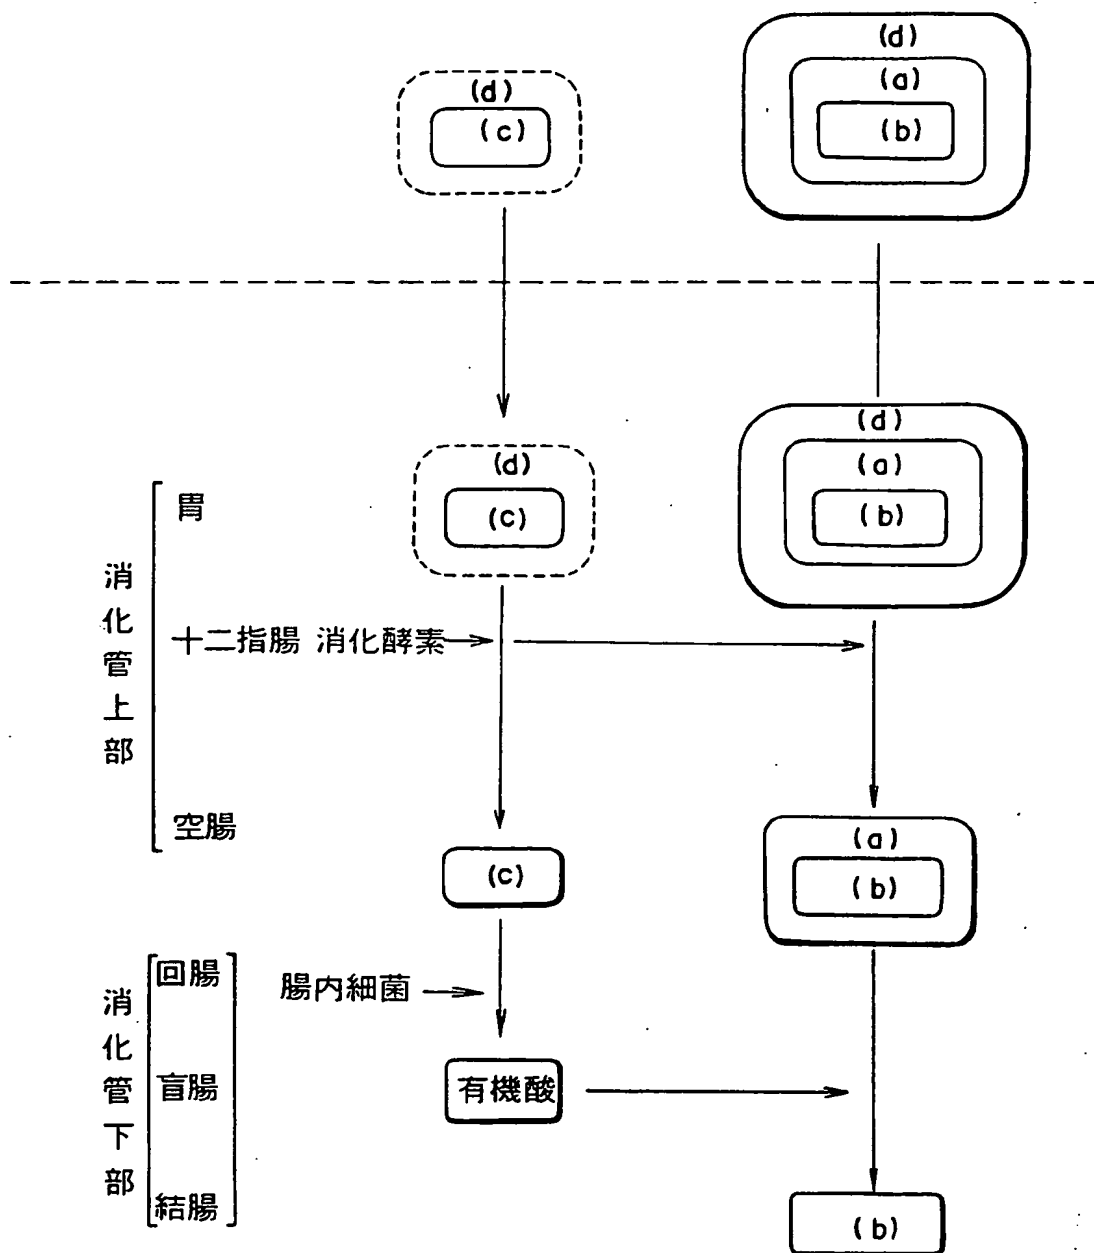 (d)
(a)
(b)
(d)
(c)
(d)
(a)
(b)
(d)
(c)
消化管上部
胃
十二指腸 消化酵素
空腸
(c)
(a)
(b)
消化管下部
回腸
盲腸
結腸
腸内細菌
有機酸
(b)